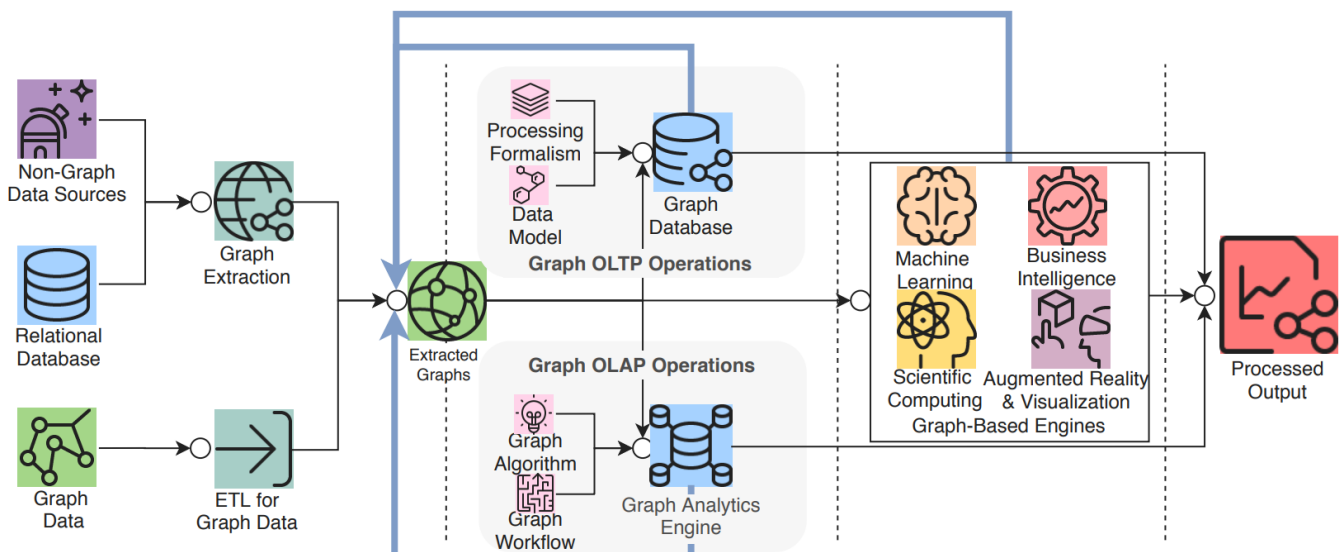 Non-Graph
Data Sources
Relational
Database
Graph
Data
Graph
Extraction
ETL for
Graph Data
Extracted
Graphs
Processing
Formalism
Data
Model
Graph
Database
Graph OLTP Operations
Graph OLAP Operations
Graph
Algorithm
Graph
Workflow
Graph Analytics
Engine
Machine
Learning
Business
Intelligence
Scientific
Computing
Augmented Reality
& Visualization
Graph-Based Engines
Processed
Output